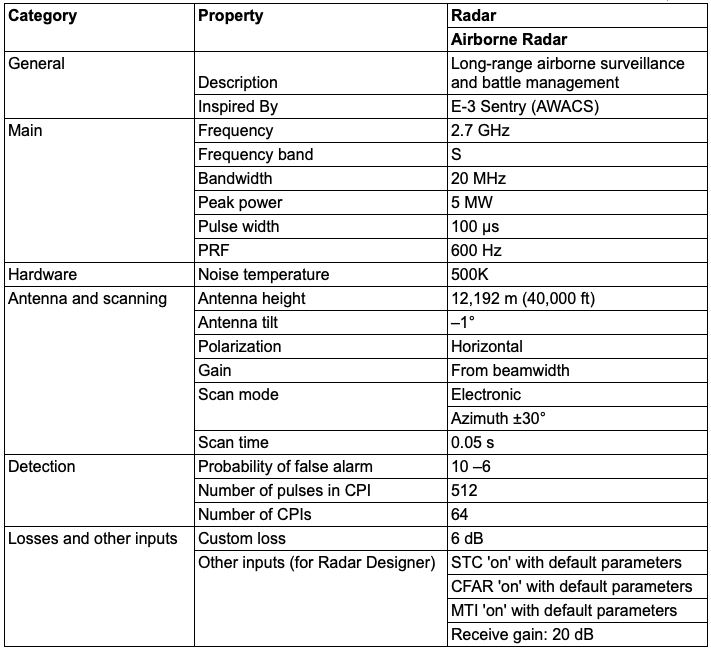 Category Property Radar
Airborne Radar
General Description Long-range airborne surveillance
and battle management
Inspired By E-3 Sentry (AWACS)
Main Frequency 2.7 GHz
Frequency band S
Bandwidth 20 MHz
Peak power 5 MW
Pulse width 100 µs
PRF 600 Hz
Hardware Noise temperature 500K
Antenna and scanning Antenna height 12,192 m (40,000 ft)
Antenna tilt –1°
Polarization Horizontal
Gain From beamwidth
Scan mode Electronic
Azimuth ±30°
Scan time 0.05 s
Detection Probability of false alarm 10 –6
Number of pulses in CPI 512
Number of CPIs 64
Losses and other inputs Custom loss 6 dB
Other inputs (for Radar Designer) STC 'on' with default parameters
CFAR 'on' with default parameters
MTI 'on' with default parameters
Receive gain: 20 dB